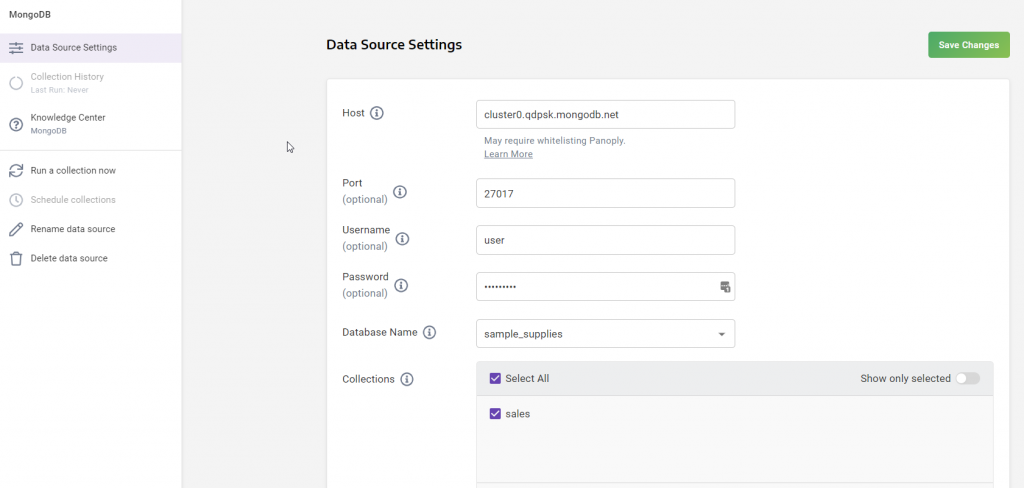 MongoDB
Data Source Settings
Collection History
Last Run: Never
Knowledge Center
MongoDB
Run a collection now
Schedule collections
Rename data source
Delete data source
Data Source Settings
Save Changes
Host
cluster0.qdpsk.mongodb.net
May require whitelisting Panoply.
Learn More
Port
(optional)
27017
Username
(optional)
user
Password
(optional)
•••••••••
Database Name
sample_supplies
Collections
Select All
Show only selected
sales